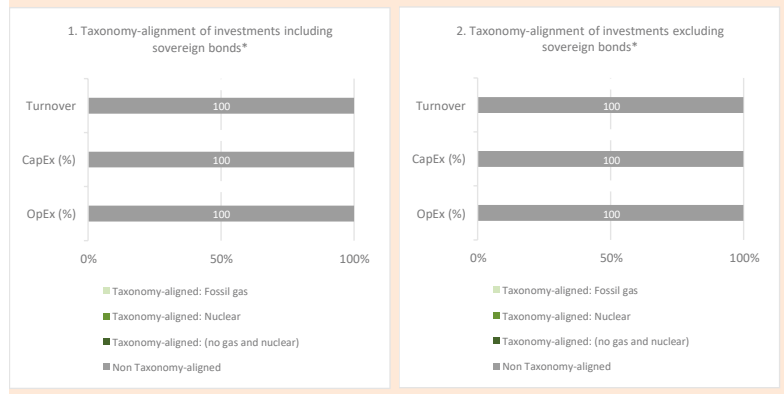 1. Taxonomy-alignment of investments including
sovereign bonds*
Turnover
100
CapEx (%)
100
OpEx (%)
100
0%
50%
100%
Taxonomy-aligned: Fossil gas
Taxonomy-aligned: Nuclear
Taxonomy-aligned: (no gas and nuclear)
Non Taxonomy-aligned
2. Taxonomy-alignment of investments excluding
sovereign bonds*
Turnover
100
CapEx (%)
100
OpEx (%)
100
0%
50%
100%
Taxonomy-aligned: Fossil gas
Taxonomy-aligned: Nuclear
Taxonomy-aligned: (no gas and nuclear)
Non Taxonomy-aligned